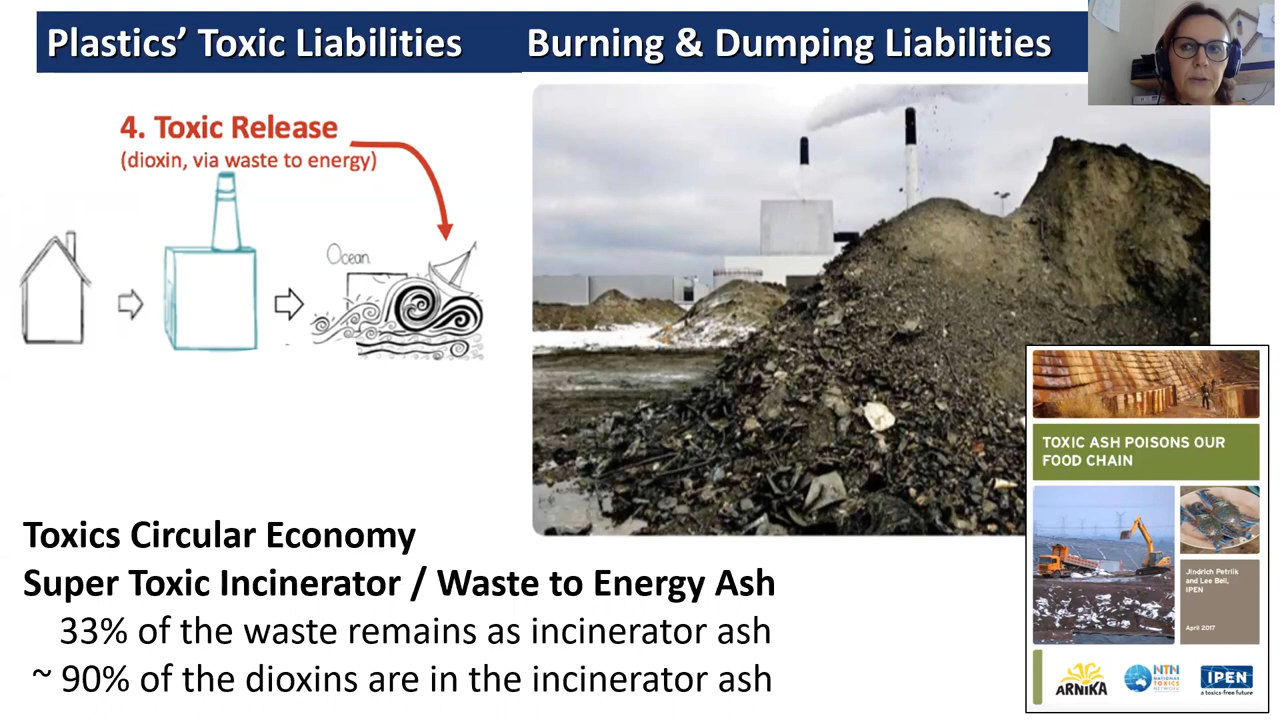 Plastics’ Toxic Liabilities
Burning & Dumping Liabilities
4. Toxic Release
(dioxin, via waste to energy)
Ocean
Toxics Circular Economy
Super Toxic Incinerator / Waste to Energy Ash
33% of the waste remains as incinerator ash
~ 90% of the dioxins are in the incinerator ash
TOXIC ASH POISONS OUR
FOOD CHAIN
Jindrich Petrlik
and Lee Bell,
IPEN
April 2017
ARNIKA
NTN
NATIONAL
TOXICS
NETWORK
IPEN
a toxics-free future